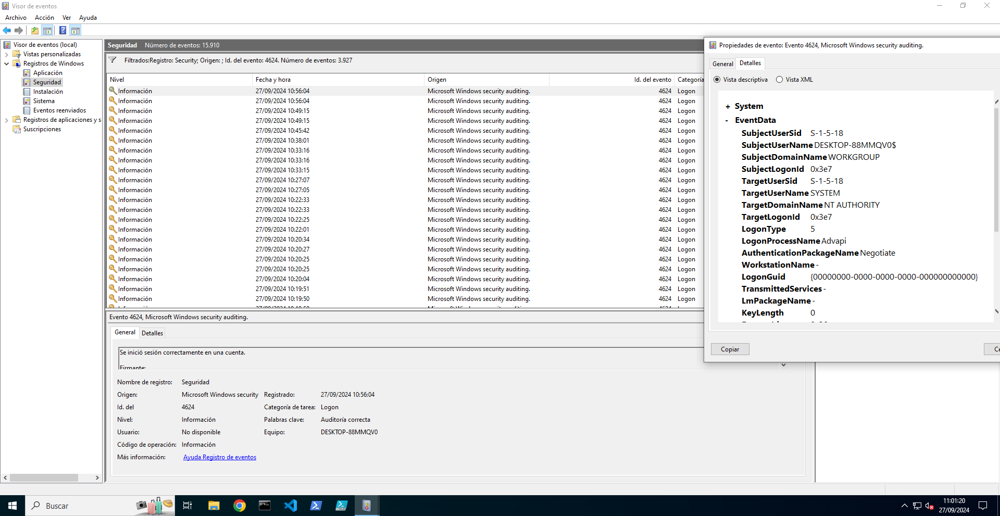 Visor de eventos
Archivo Acción Ver Ayuda
Visor de eventos (local)
Vistas personalizadas
Registros de Windows
Aplicación
Seguridad
Instalación
Sistema
Eventos reenviados
Registros de aplicaciones y s
Suscripciones
Seguridad Número de eventos: 15.910
Filtrados:Registro: Security; Origen: ; Id. del evento: 4624. Número de eventos: 3.927
Nivel Fecha y hora Origen Id. del evento Categoría
Información 27/09/2024 10:56:04 Microsoft Windows security auditing. 4624 Logon
Información 27/09/2024 10:56:04 Microsoft Windows security auditing. 4624 Logon
Información 27/09/2024 10:49:15 Microsoft Windows security auditing. 4624 Logon
Información 27/09/2024 10:49:15 Microsoft Windows security auditing. 4624 Logon
Información 27/09/2024 10:45:42 Microsoft Windows security auditing. 4624 Logon
Información 27/09/2024 10:38:01 Microsoft Windows security auditing. 4624 Logon
Información 27/09/2024 10:33:16 Microsoft Windows security auditing. 4624 Logon
Información 27/09/2024 10:33:16 Microsoft Windows security auditing. 4624 Logon
Información 27/09/2024 10:33:15 Microsoft Windows security auditing. 4624 Logon
Información 27/09/2024 10:27:07 Microsoft Windows security auditing. 4624 Logon
Información 27/09/2024 10:27:05 Microsoft Windows security auditing. 4624 Logon
Información 27/09/2024 10:22:33 Microsoft Windows security auditing. 4624 Logon
Información 27/09/2024 10:22:33 Microsoft Windows security auditing. 4624 Logon
Información 27/09/2024 10:22:25 Microsoft Windows security auditing. 4624 Logon
Información 27/09/2024 10:22:01 Microsoft Windows security auditing. 4624 Logon
Información 27/09/2024 10:20:34 Microsoft Windows security auditing. 4624 Logon
Información 27/09/2024 10:20:27 Microsoft Windows security auditing. 4624 Logon
Información 27/09/2024 10:20:25 Microsoft Windows security auditing. 4624 Logon
Información 27/09/2024 10:20:25 Microsoft Windows security auditing. 4624 Logon
Información 27/09/2024 10:20:04 Microsoft Windows security auditing. 4624 Logon
Información 27/09/2024 10:19:51 Microsoft Windows security auditing. 4624 Logon
Información 27/09/2024 10:19:50 Microsoft Windows security auditing. 4624 Logon
Evento 4624, Microsoft Windows security auditing.
General Detalles
Se inició sesión correctamente en una cuenta.
Firmante:
Nombre de registro: Seguridad
Origen: Microsoft Windows security Registrado: 27/09/2024 10:56:04
Id. del 4624 Categoría de tarea: Logon
Nivel: Información Palabras clave: Auditoría correcta
Usuario: No disponible Equipo: DESKTOP-88MMQV0
Código de operación: Información
Más información: Ayuda Registro de eventos
Propiedades de evento: Evento 4624, Microsoft Windows security auditing.
General Detalles
Vista descriptiva Vista XML
+ System
- EventData
SubjectUserSid S-1-5-18
SubjectUserName DESKTOP-88MMQV0$
SubjectDomainName WORKGROUP
SubjectLogonId 0x3e7
TargetUserSid S-1-5-18
TargetUserName SYSTEM
TargetDomainName NT AUTHORITY
TargetLogonId 0x3e7
LogonType 5
LogonProcessName Advapi
AuthenticationPackageName Negotiate
WorkstationName -
LogonGuid {00000000-0000-0000-0000-000000000000}
TransmittedServices -
LmPackageName -
KeyLength 0
Copiar Ce
Buscar
11:01:20
27/09/2024